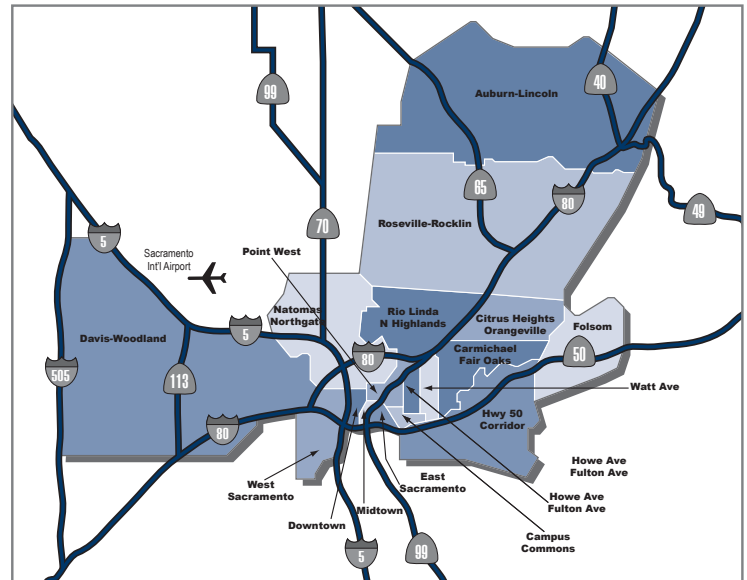 40
99
Auburn-Lincoln
65
80
49
Roseville-Rocklin
70
5
Sacramento
Int'l Airport
Point West
Natomas
Northgate
Rio Linda
N Highlands
Citrus Heights
Orangeville
Folsom
Davis-Woodland
5
80
Carmichael
Fair Oaks
50
505
113
Watt Ave
Hwy 50
Corridor
80
Howe Ave
Fulton Ave
West
Sacramento
East
Sacramento
Howe Ave
Fulton Ave
Midtown
Downtown
Campus
Commons
5
99